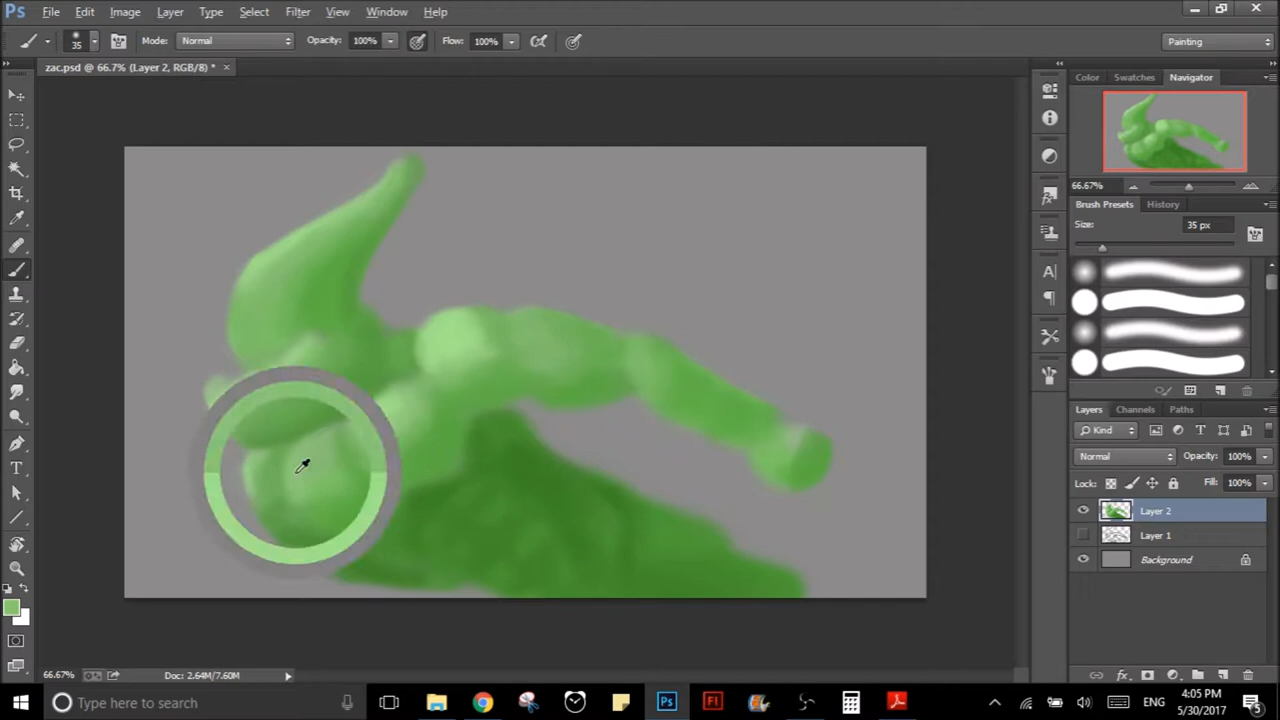 Ps File Edit Image Layer Type Select Filter View Window Help
35 Mode: Normal Opacity: 100% Flow: 100% Painting
zac.psd @ 66.7% (Layer 2, RGB/8) * ×
Color Swatches Navigator
66.67%
Brush Presets History
Size: 35 px
Layers Channels Paths
Kind
Normal Opacity: 100%
Lock: Fill: 100%
Layer 2
Layer 1
Background
66.67% Doc: 2.64M/7.60M
Type here to search Ps Fl ENG 4:05 PM
5/30/2017 5